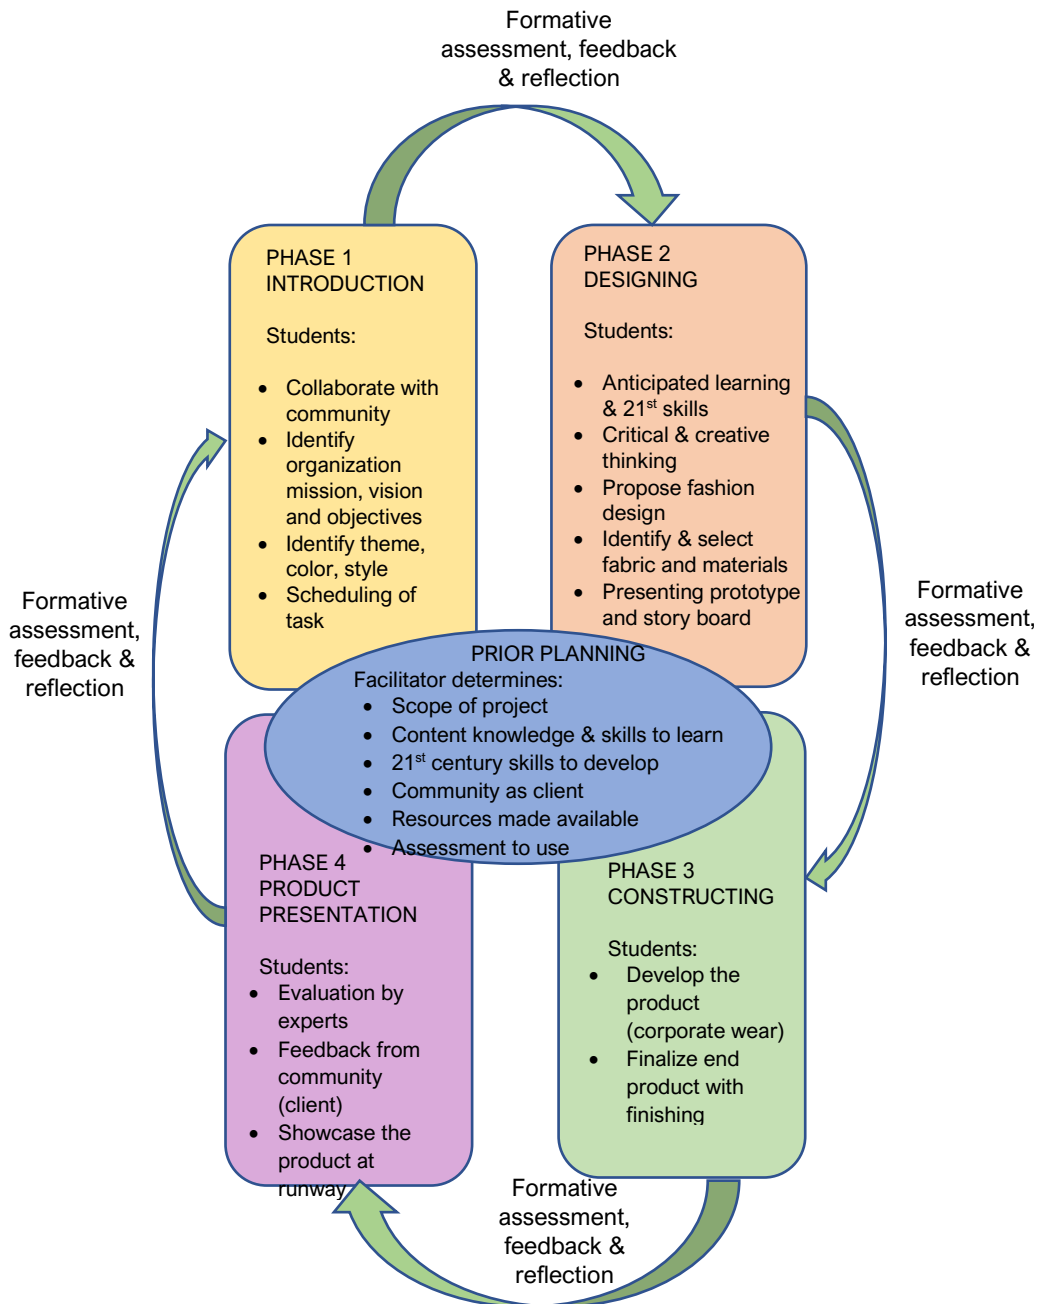 Formative
assessment, feedback
& reflection
PHASE 1
INTRODUCTION
Students:
• Collaborate with
community
• Identify
organization
mission, vision
and objectives
• Identify theme,
color, style
• Scheduling of
task
PHASE 2
DESIGNING
Students:
• Anticipated learning
& 21st skills
• Critical & creative
thinking
• Propose fashion
design
• Identify & select
fabric and materials
• Presenting prototype
and story board
Formative
assessment,
feedback &
reflection
Formative
assessment,
feedback &
reflection
PRIOR PLANNING
Facilitator determines:
• Scope of project
• Content knowledge & skills to learn
• 21st century skills to develop
• Community as client
• Resources made available
• Assessment to use
PHASE 4
PRODUCT
PRESENTATION
Students:
• Evaluation by
experts
• Feedback from
community
(client)
• Showcase the
product at
runway
PHASE 3
CONSTRUCTING
Students:
• Develop the
product
(corporate wear)
• Finalize end
product with
finishing
Formative
assessment,
feedback &
reflection